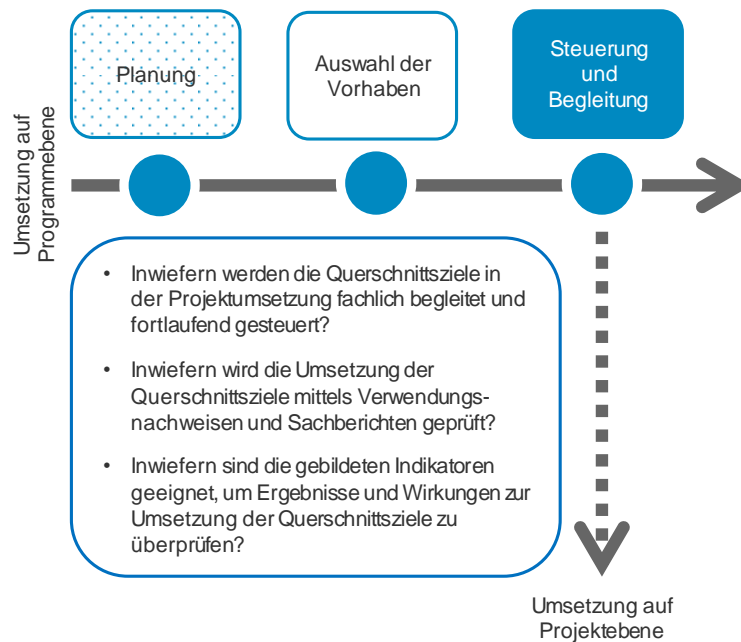 Planung
Auswahl der
Vorhaben
Steuerung
und
Begleitung
Umsetzung auf
Programmebene
• Inwiefern werden die Querschnittsziele in
der Projektumsetzung fachlich begleitet und
fortlaufend gesteuert?
• Inwiefern wird die Umsetzung der
Querschnittsziele mittels Verwendungs-
nachweisen und Sachberichten geprüft?
• Inwiefern sind die gebildeten Indikatoren
geeignet, um Ergebnisse und Wirkungen zur
Umsetzung der Querschnittsziele zu
überprüfen?
Umsetzung auf
Projektebene